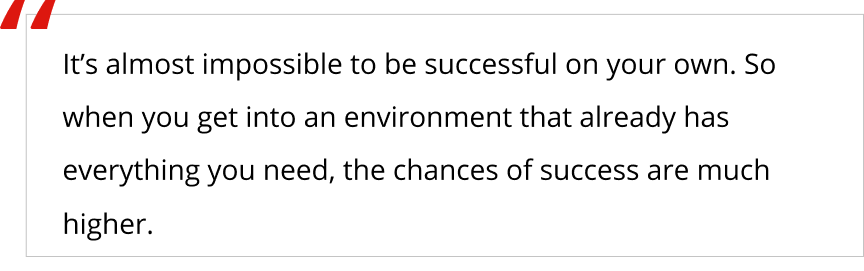 “
It’s almost impossible to be successful on your own. So
when you get into an environment that already has
everything you need, the chances of success are much
higher.